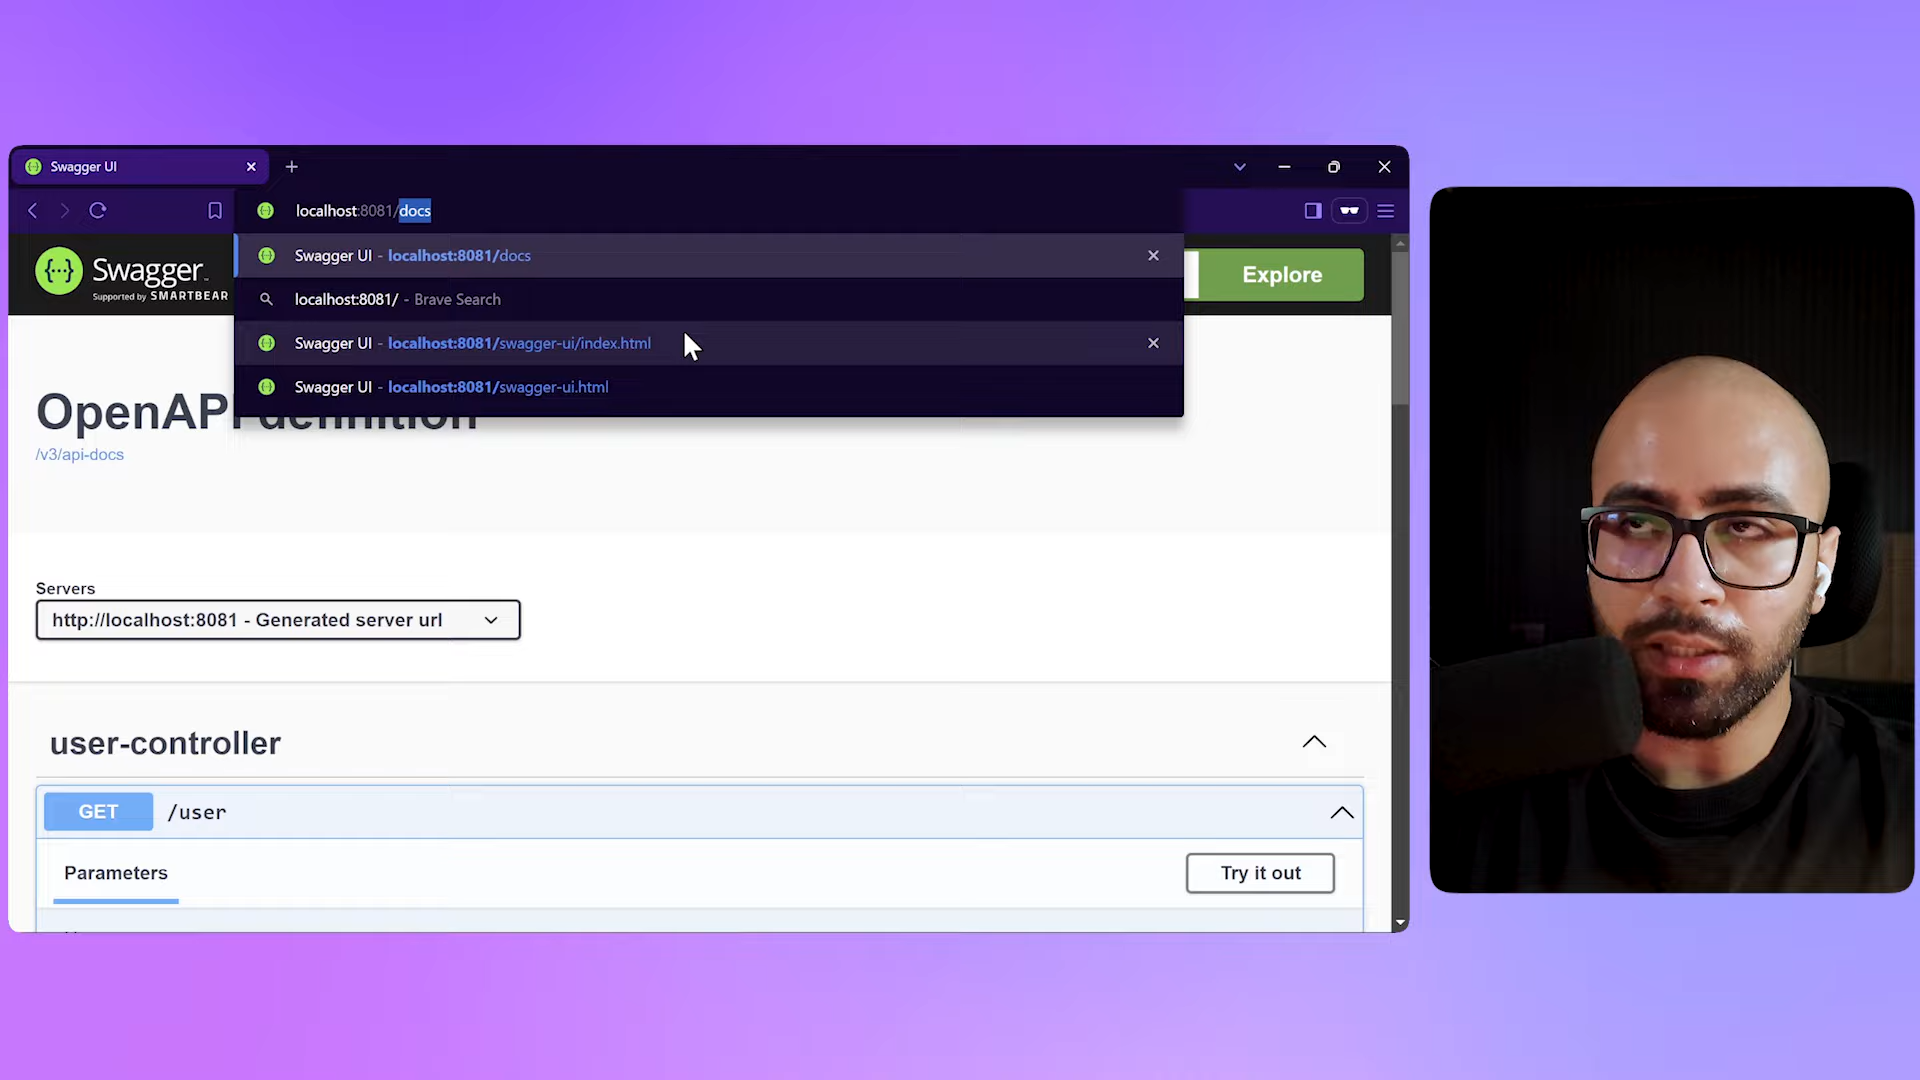 Swagger UI
localhost:8081/docs
Swagger UI - localhost:8081/docs
localhost:8081/ - Brave Search
Swagger UI - localhost:8081/swagger-ui/index.html
Swagger UI - localhost:8081/swagger-ui.html
Swagger
Supported by SMARTBEAR
Explore
OpenAPI definition
/v3/api-docs
Servers
http://localhost:8081 - Generated server url
user-controller
GET /user
Parameters
Try it out